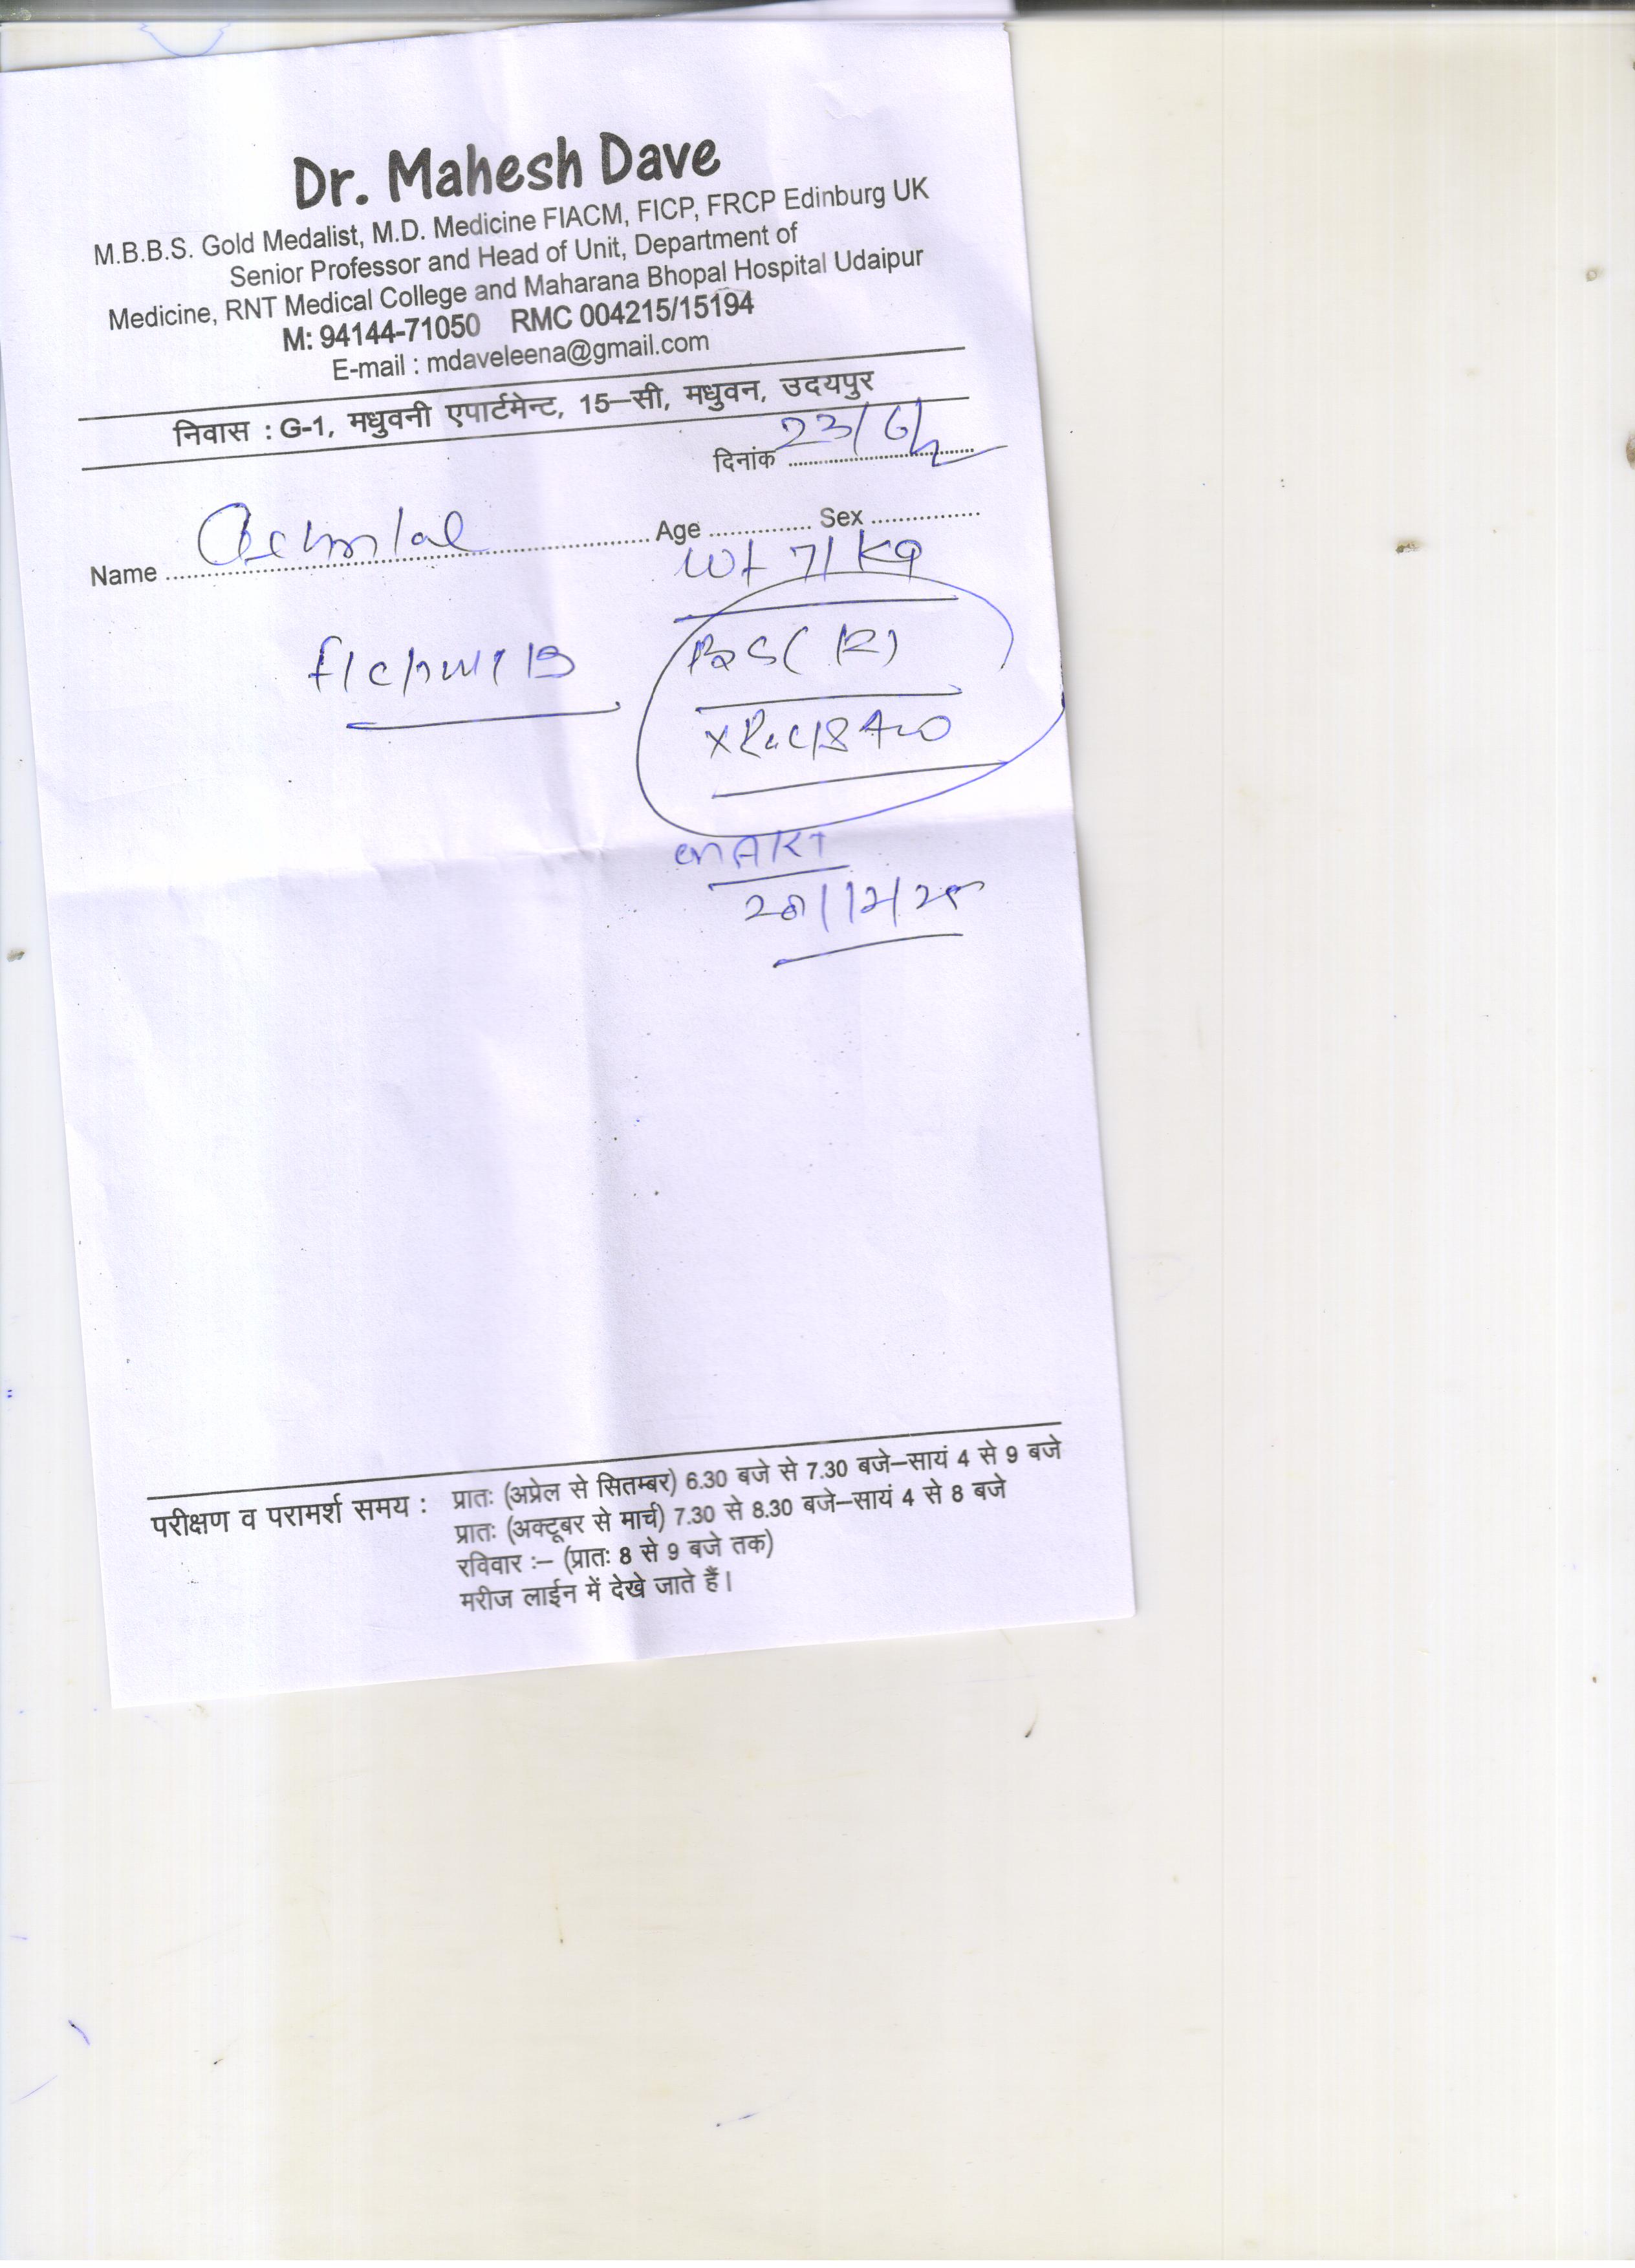 Dr. Mahesh Dave
M.B.B.S. Gold Medalist, M.D. Medicine FIACM, FICP, FRCP Edinburg UK
Senior Professor and Head of Unit, Department of
Medicine, RNT Medical College and Maharana Bhopal Hospital Udaipur
M: 94144-71050 RMC 004215/15194
E-mail : mdaveleena@gmail.com
निवास : G-1, मधुवनी एपार्टमेन्ट, 15–सी, मधुवन, उदयपुर
दिनांक 23/6/
Name Age Sex
Wt 71 Kg
BS (R)
परीक्षण व परामर्श समय : प्रातः (अप्रेल से सितम्बर) 6.30 बजे से 7.30 बजे–सायं 4 से 9 बजे
प्रातः (अक्टूबर से मार्च) 7.30 से 8.30 बजे–सायं 4 से 8 बजे
रविवार :– (प्रातः 8 से 9 बजे तक)
मरीज लाईन में देखे जाते हैं।